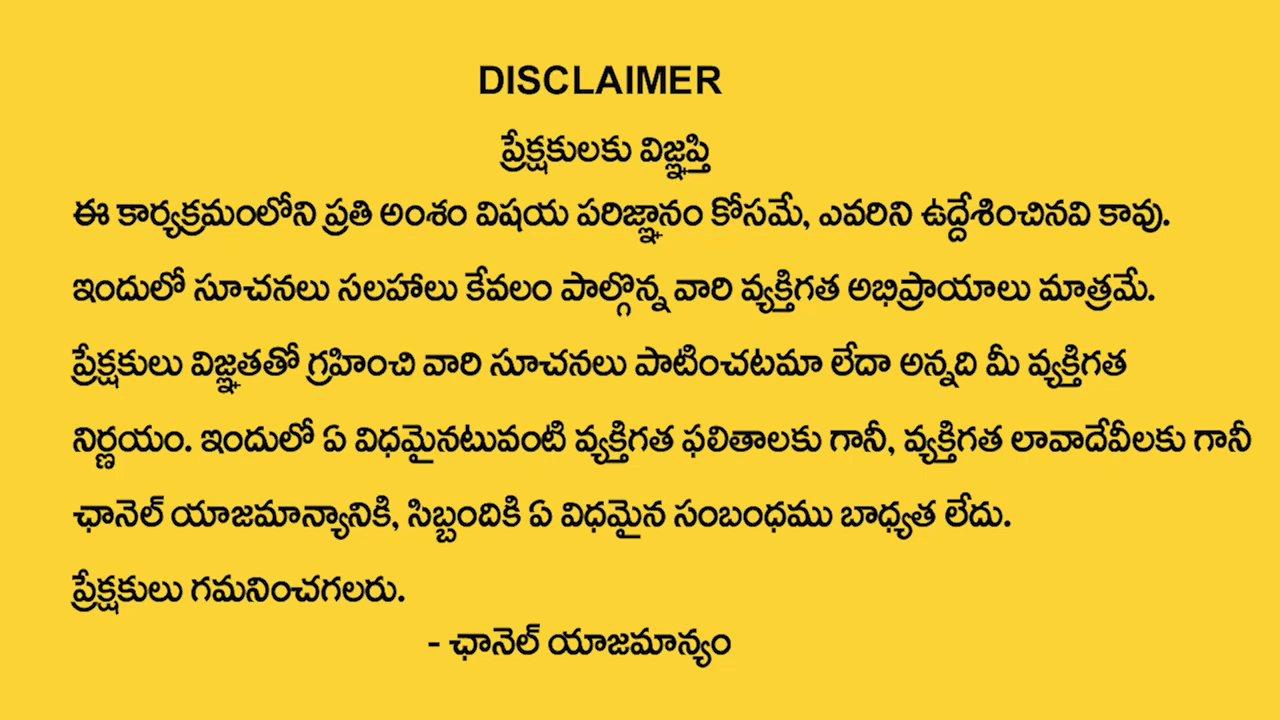 DISCLAIMER
ప్రేక్షకులకు విజ్ఞప్తి
ఈ కార్యక్రమంలోని ప్రతి అంశం విషయ పరిజ్ఞానం కోసమే, ఎవరిని ఉద్దేశించినవి కావు.
ఇందులో సూచనలు సలహాలు కేవలం పాల్గొన్న వారి వ్యక్తిగత అభిప్రాయాలు మాత్రమే.
ప్రేక్షకులు విజ్ఞతతో గ్రహించి వారి సూచనలు పాటించటమా లేదా అన్నది మీ వ్యక్తిగత
నిర్ణయం. ఇందులో ఏ విధమైనటువంటి వ్యక్తిగత ఫలితాలకు గానీ, వ్యక్తిగత లావాదేవీలకు గానీ
ఛానెల్ యాజమాన్యానికి, సిబ్బందికి ఏ విధమైన సంబంధము బాధ్యత లేదు.
ప్రేక్షకులు గమనించగలరు.
- ఛానెల్ యాజమాన్యం